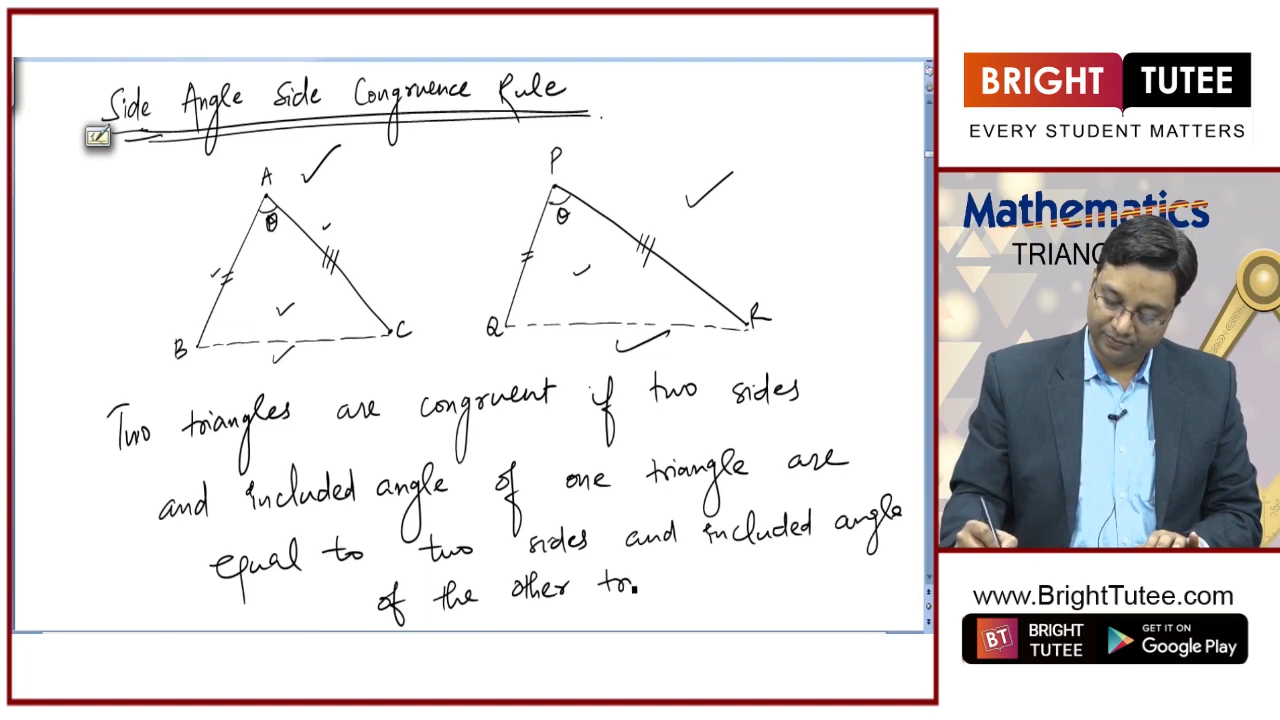 Side Angle Side Congruence Rule
A
θ
B
C
P
θ
Q
R
Two triangles are congruent if two sides
and included angle of one triangle are
equal to two sides and included angle
of the other tri
BRIGHT TUTEE
EVERY STUDENT MATTERS
Mathematics
www.BrightTutee.com
BT
BRIGHT
TUTEE
GET IT ON
Google Play